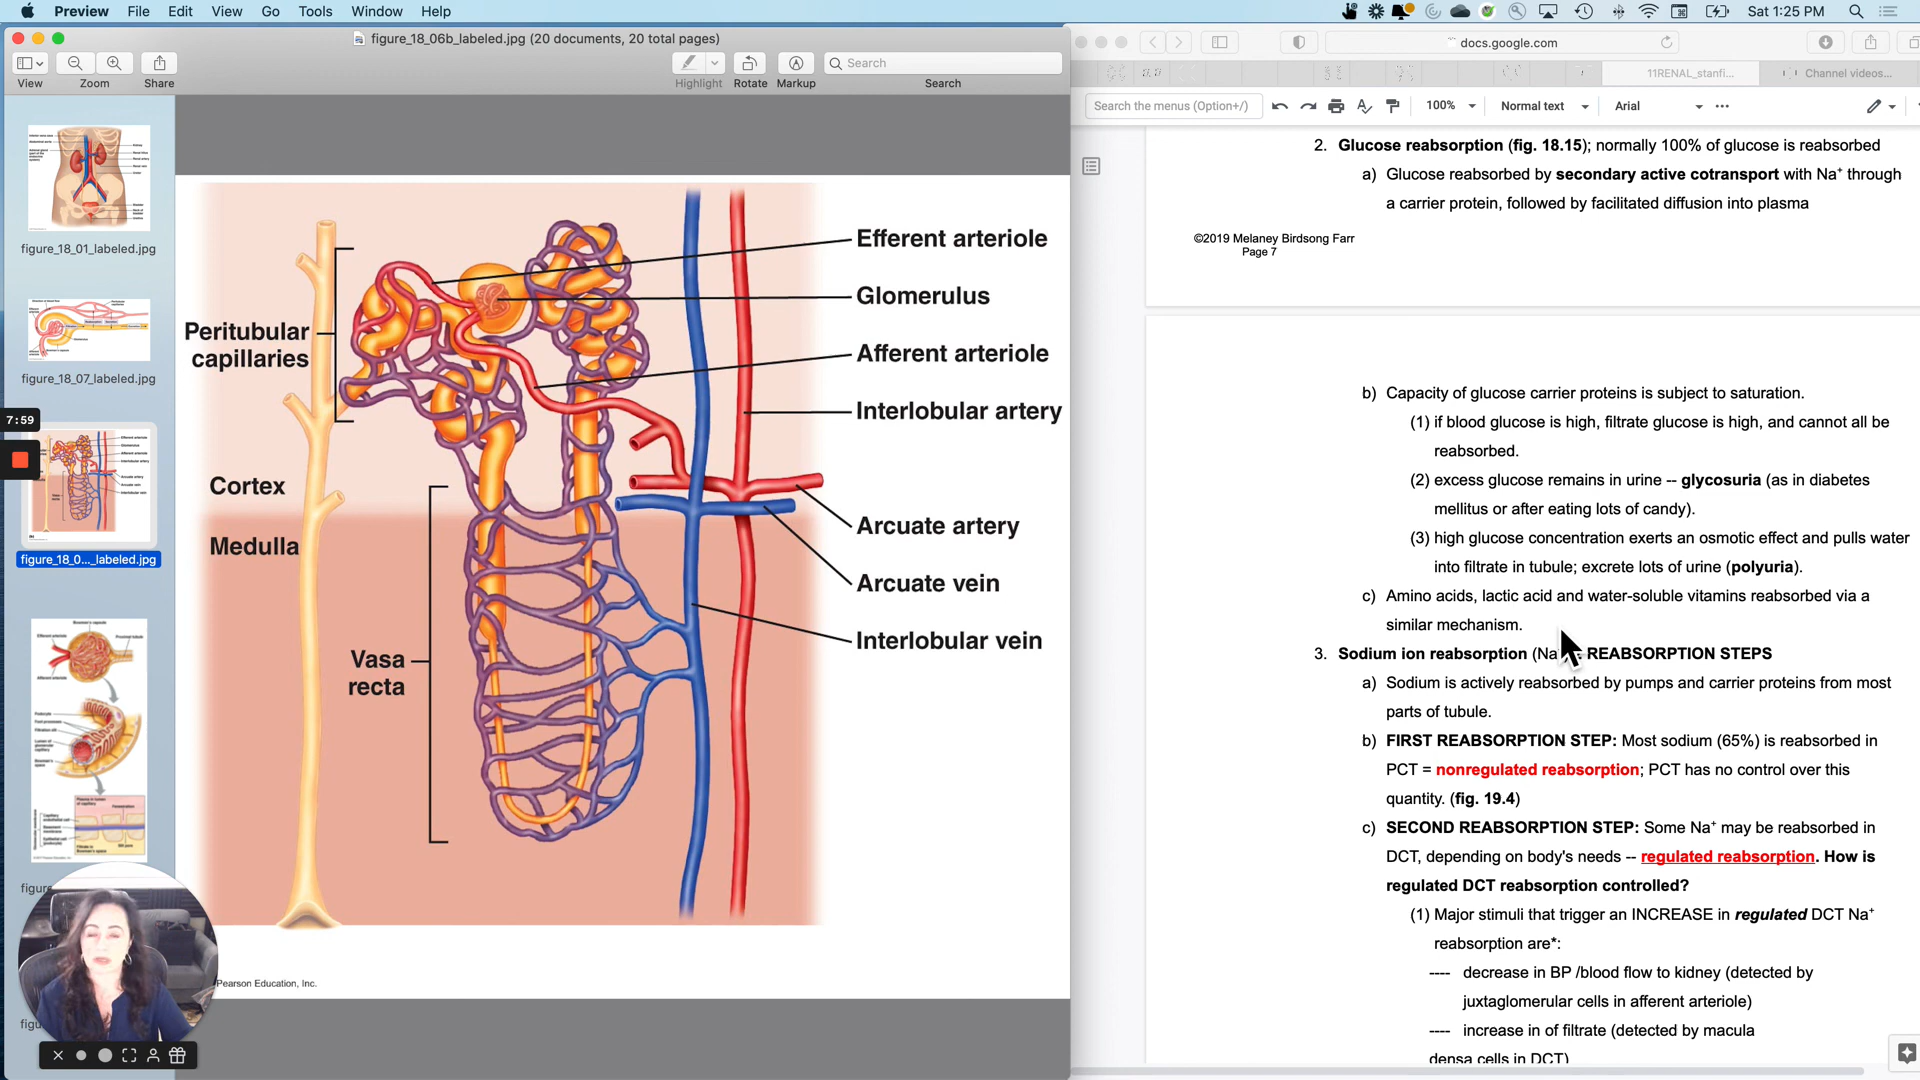 Preview File Edit View Go Tools Window Help
Sat 1:25 PM
figure_18_06b_labeled.jpg (20 documents, 20 total pages)
Search
View Zoom Share Highlight Rotate Markup Search
figure_18_01_labeled.jpg
figure_18_07_labeled.jpg
7:59
figure_18_0..._labeled.jpg
Efferent arteriole
Glomerulus
Afferent arteriole
Interlobular artery
Peritubular
capillaries
Cortex
Medulla
Arcuate artery
Arcuate vein
Interlobular vein
Vasa
recta
Pearson Education, Inc.
docs.google.com
11RENAL_stanfi...
Channel videos...
Search the menus (Option+/)
100%
Normal text
Arial
2. Glucose reabsorption (fig. 18.15); normally 100% of glucose is reabsorbed
a) Glucose reabsorbed by secondary active cotransport with Na⁺ through
a carrier protein, followed by facilitated diffusion into plasma
©2019 Melaney Birdsong Farr
Page 7
b) Capacity of glucose carrier proteins is subject to saturation.
(1) if blood glucose is high, filtrate glucose is high, and cannot all be
reabsorbed.
(2) excess glucose remains in urine -- glycosuria (as in diabetes
mellitus or after eating lots of candy).
(3) high glucose concentration exerts an osmotic effect and pulls water
into filtrate in tubule; excrete lots of urine (polyuria).
c) Amino acids, lactic acid and water-soluble vitamins reabsorbed via a
similar mechanism.
3. Sodium ion reabsorption (Na REABSORPTION STEPS
a) Sodium is actively reabsorbed by pumps and carrier proteins from most
parts of tubule.
b) FIRST REABSORPTION STEP: Most sodium (65%) is reabsorbed in
PCT = nonregulated reabsorption; PCT has no control over this
quantity. (fig. 19.4)
c) SECOND REABSORPTION STEP: Some Na⁺ may be reabsorbed in
DCT, depending on body's needs -- regulated reabsorption. How is
regulated DCT reabsorption controlled?
(1) Major stimuli that trigger an INCREASE in regulated DCT Na⁺
reabsorption are*:
---- decrease in BP /blood flow to kidney (detected by
juxtaglomerular cells in afferent arteriole)
---- increase in of filtrate (detected by macula
densa cells in DCT)